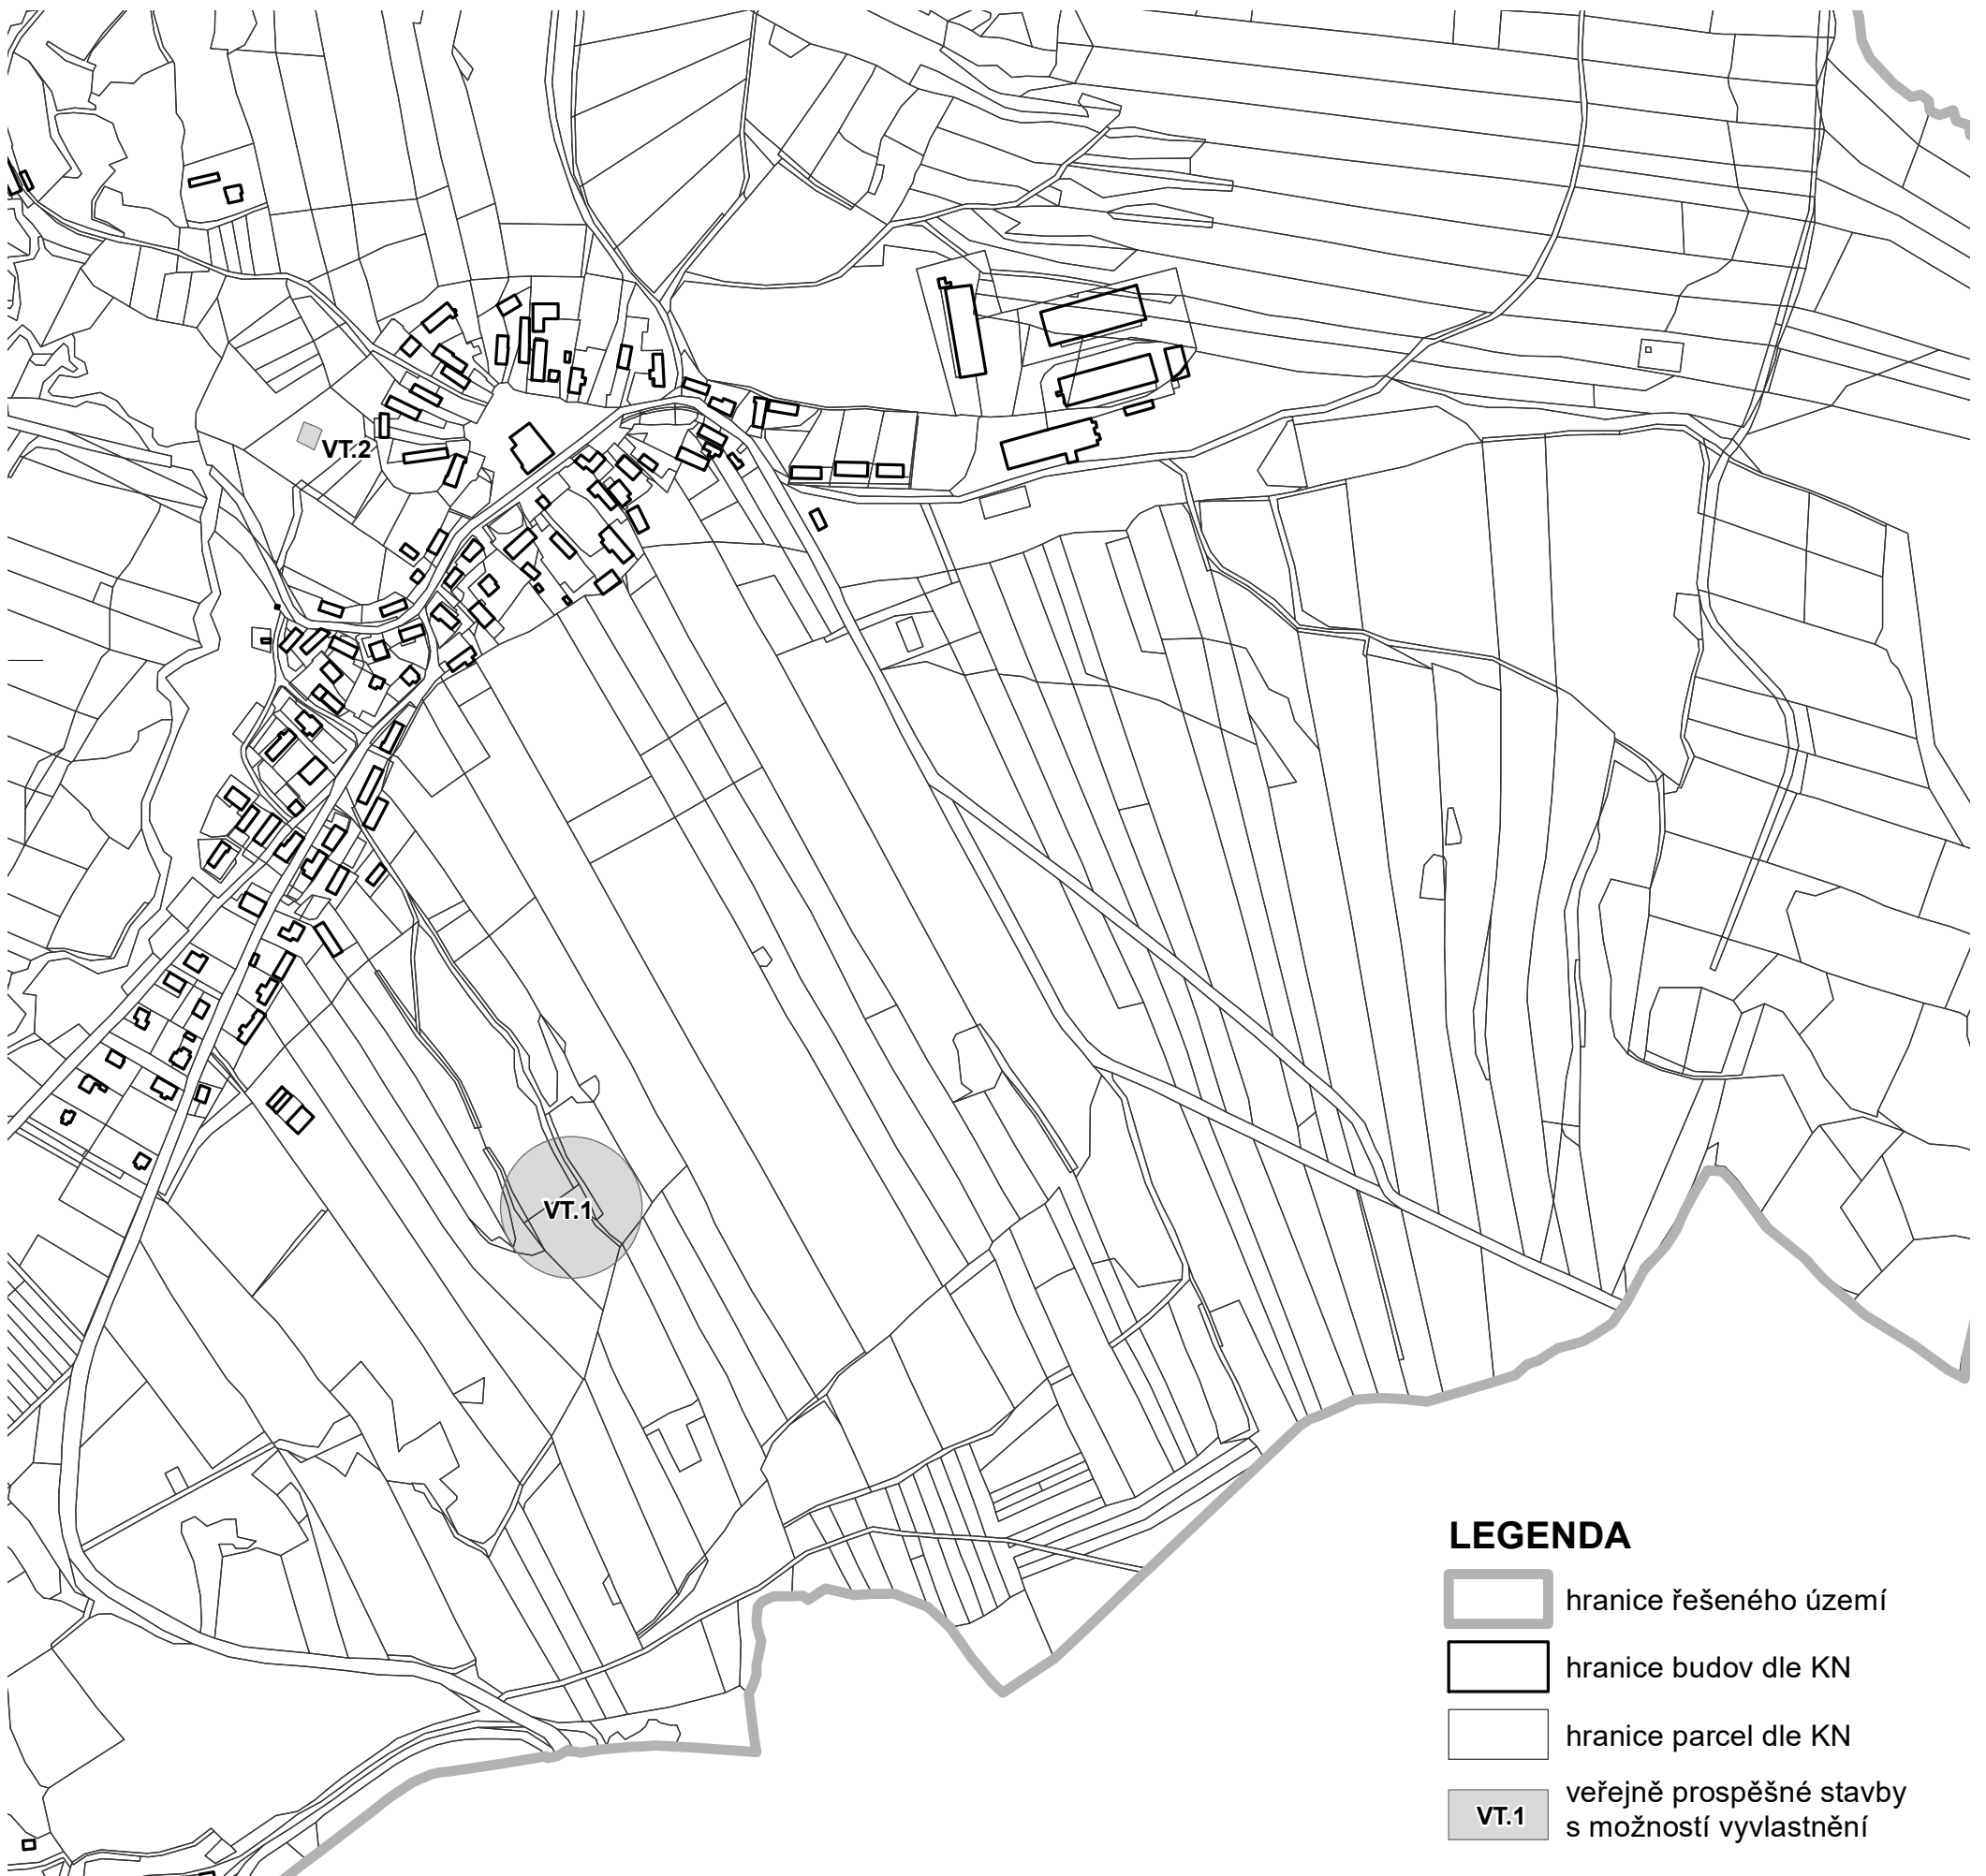 VT.2
VT.1
LEGENDA
hranice řešeného území
hranice budov dle KN
hranice parcel dle KN
VT.1
veřejně prospěšné stavby
s možností vyvlastnění